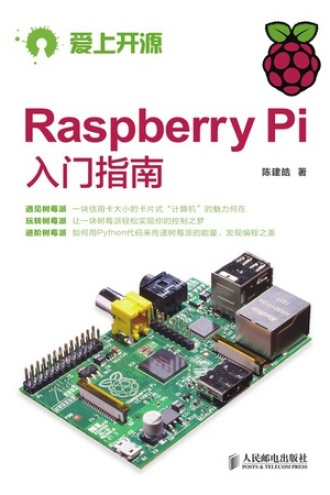 爱上开源
Raspberry Pi
入门指南
陈建皓 著
遇见树莓派 一块信用卡大小的卡片式“计算机”的魅力何在
玩转树莓派 让一块树莓派轻松实现你的控制之梦
进阶树莓派 如何用Python代码来传递树莓派的能量,发现编程之美
人民邮电出版社
POSTS & TELECOM PRESS